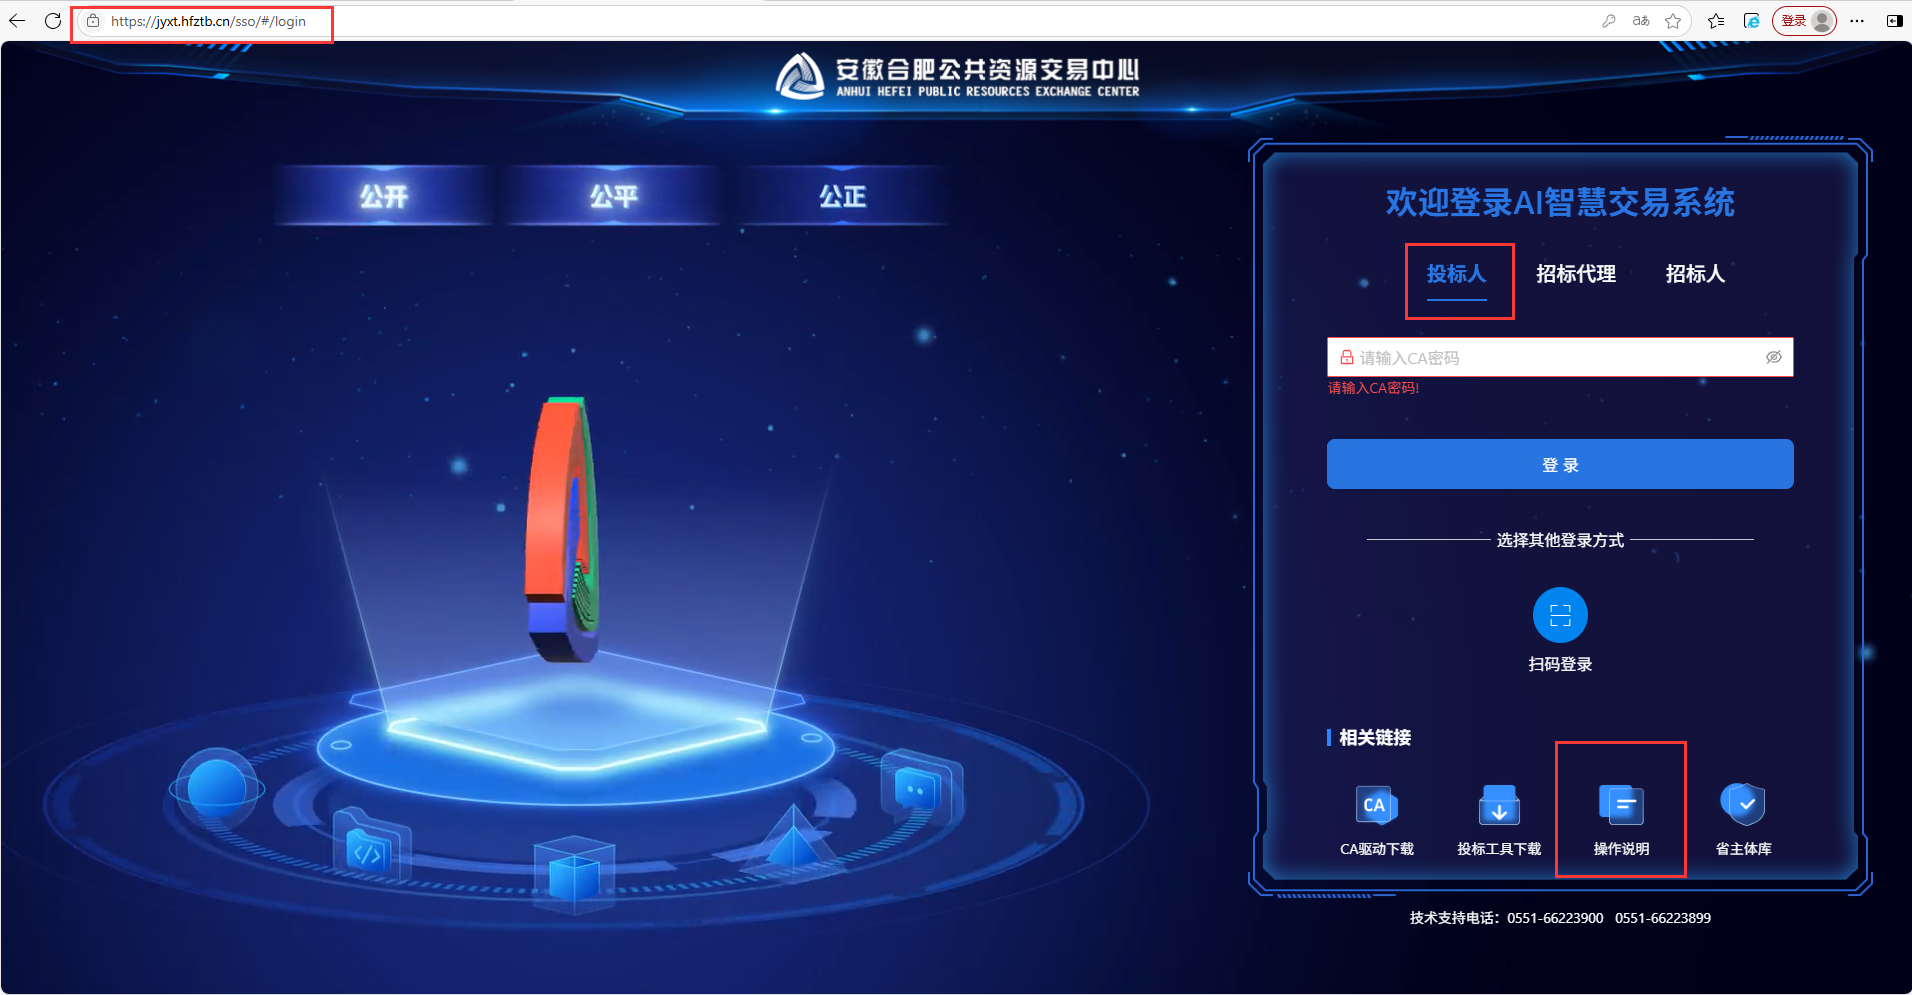 https://jyxt.hfztb.cn/sso/#/login
登录
安徽合肥公共资源交易中心
ANHUI HEFEI PUBLIC RESOURCES EXCHANGE CENTER
公开 公平 公正
欢迎登录AI智慧交易系统
投标人 招标代理 招标人
请输入CA密码
请输入CA密码!
登 录
选择其他登录方式
扫码登录
相关链接
CA
CA驱动下载 投标工具下载 操作说明 省主体库
技术支持电话：0551-66223900 0551-66223899